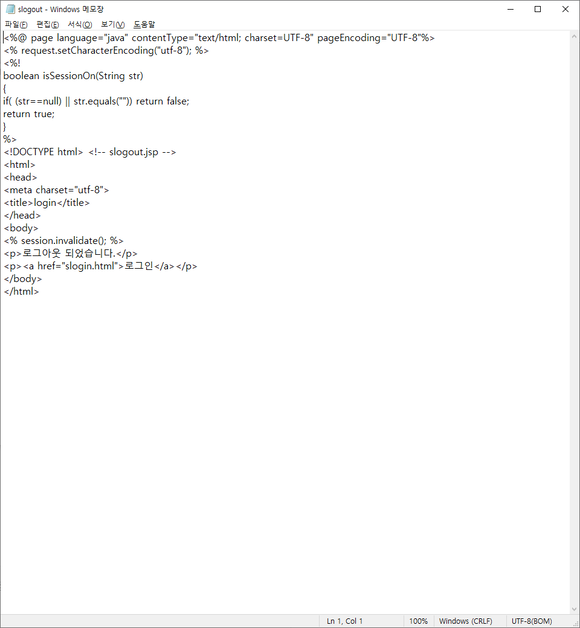 slogout - Windows 메모장
파일(F) 편집(E) 서식(O) 보기(V) 도움말
<%@ page language="java" contentType="text/html; charset=UTF-8" pageEncoding="UTF-8"%>
<% request.setCharacterEncoding("utf-8"); %>
<%!
boolean isSessionOn(String str)
{
if( (str==null) || str.equals("")) return false;
return true;
}
%>
<!DOCTYPE html> <!-- slogout.jsp -->
<html>
<head>
<meta charset="utf-8">
<title>login</title>
</head>
<body>
<% session.invalidate(); %>
<p>로그아웃 되었습니다.</p>
<p><a href="slogin.html">로그인</a></p>
</body>
</html>
Ln 1, Col 1 100% Windows (CRLF) UTF-8(BOM)